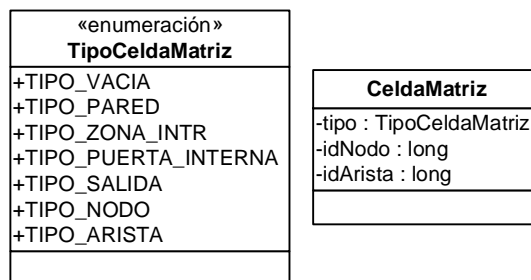 «enumeración»
TipoCeldaMatriz
+TIPO_VACIA
+TIPO_PARED
+TIPO_ZONA_INTR
+TIPO_PUERTA_INTERNA
+TIPO_SALIDA
+TIPO_NODO
+TIPO_ARISTA
CeldaMatriz
-tipo : TipoCeldaMatriz
-idNodo : long
-idArista : long